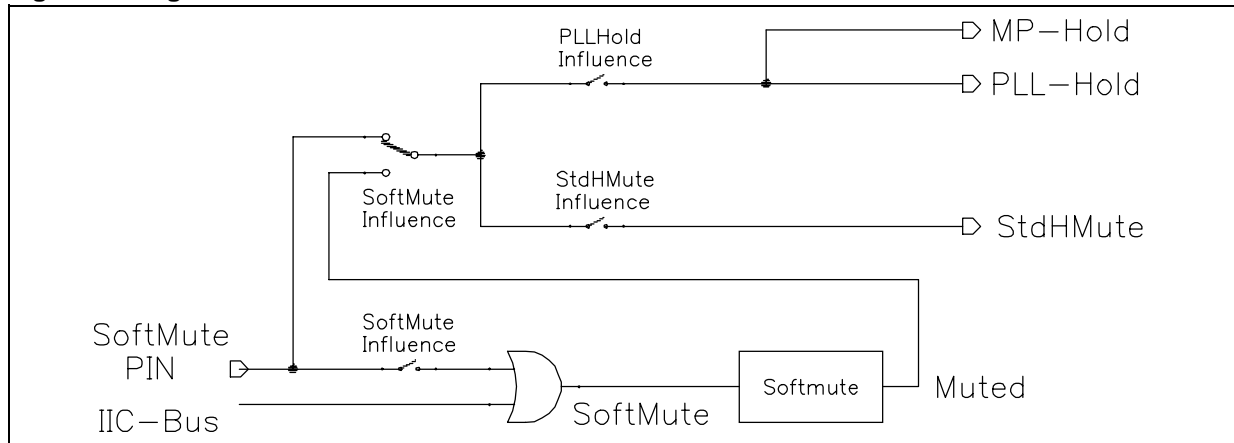 PLLHold
Influence
MP-Hold
PLL-Hold
SoftMute
Influence
StdHMute
Influence
StdHMute
SoftMute
PIN
SoftMute
Influence
IIC-Bus
SoftMute
Softmute
Muted